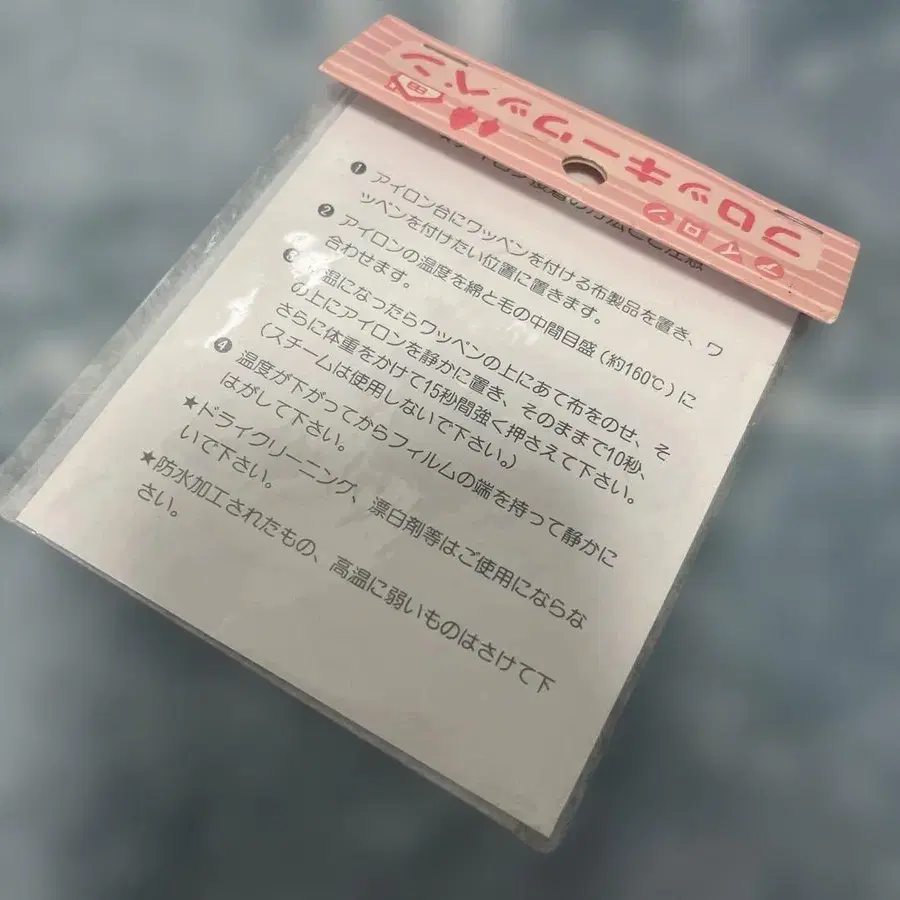 アイロンで
フロッキーワッペン
❶ アイロン台にワッペンを付ける布製品を置き、ワ
ッペンを付けたい位置に置きます。
❷ アイロンの温度を綿と毛の中間目盛(約160℃)に
合わせます。
温になったらワッペンの上にあて布をのせ、そ
の上にアイロンを静かに置き、そのままで10秒、
さらに体重をかけて15秒間強く押さえて下さい。
(スチームは使用しないで下さい。)
❹ 温度が下がってからフィルムの端を持って静かに
はがして下さい。
★ドライクリーニング、漂白剤等はご使用にならな
いで下さい。
★防水加工されたもの、高温に弱いものはさけて下
さい。